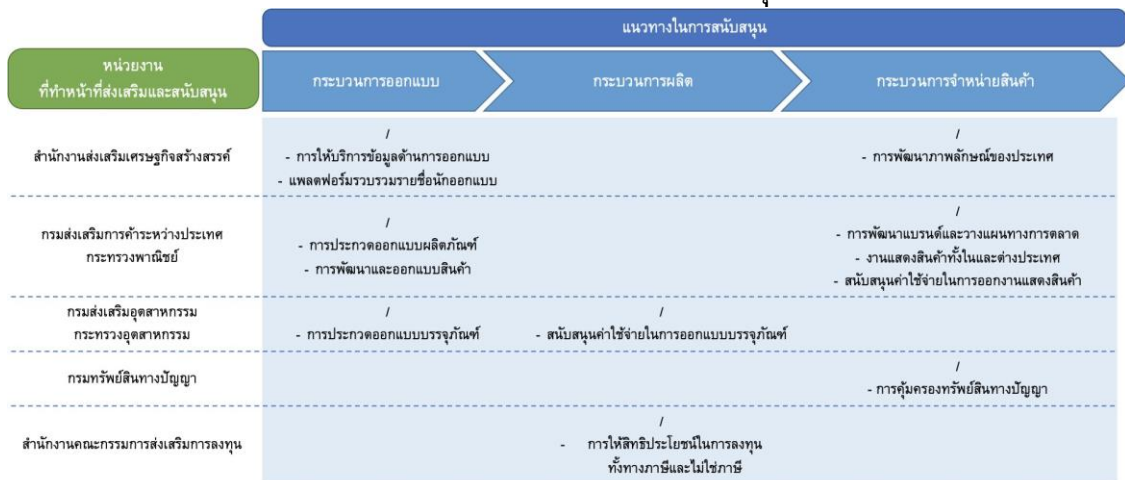 แนวทางในการสนับสนุน
หน่วยงาน
ที่ทำหน้าที่ส่งเสริมและสนับสนุน
กระบวนการออกแบบ
กระบวนการผลิต
กระบวนการจำหน่ายสินค้า
สำนักงานส่งเสริมเศรษฐกิจสร้างสรรค์
/
- การให้บริการข้อมูลด้านการออกแบบ
- แพลตฟอร์มรวบรวมรายชื่อนักออกแบบ
/
- การพัฒนาภาพลักษณ์ของประเทศ
กรมส่งเสริมการค้าระหว่างประเทศ
กระทรวงพาณิชย์
/
- การประกวดออกแบบผลิตภัณฑ์
- การพัฒนาและออกแบบสินค้า
/
- การพัฒนาแบรนด์และวางแผนทางการตลาด
- งานแสดงสินค้าทั้งในและต่างประเทศ
- สนับสนุนค่าใช้จ่ายในการออกงานแสดงสินค้า
กรมส่งเสริมอุตสาหกรรม
กระทรวงอุตสาหกรรม
/
- การประกวดออกแบบบรรจุภัณฑ์
/
- สนับสนุนค่าใช้จ่ายในการออกแบบบรรจุภัณฑ์
กรมทรัพย์สินทางปัญญา
/
- การคุ้มครองทรัพย์สินทางปัญญา
สำนักงานคณะกรรมการส่งเสริมการลงทุน
/
- การให้สิทธิประโยชน์ในการลงทุน
ทั้งทางภาษีและไม่ใช่ภาษี